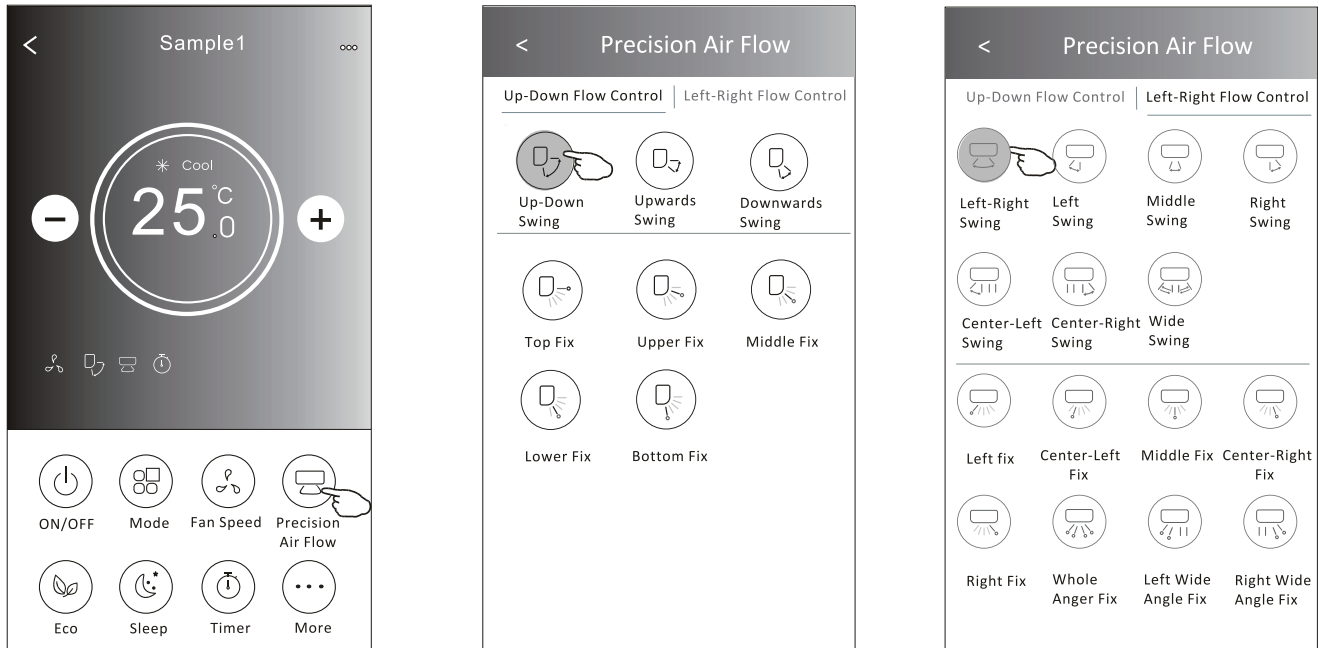 <
Sample1
Cool
25.0°C
−
+
ON/OFF
Mode
Fan Speed
Precision
Air Flow
Eco
Sleep
Timer
More
<
Precision Air Flow
Up-Down Flow Control
Left-Right Flow Control
Up-Down
Swing
Upwards
Swing
Downwards
Swing
Top Fix
Upper Fix
Middle Fix
Lower Fix
Bottom Fix
<
Precision Air Flow
Up-Down Flow Control
Left-Right Flow Control
Left-Right
Swing
Left
Swing
Middle
Swing
Right
Swing
Center-Left
Swing
Center-Right
Swing
Wide
Swing
Left fix
Center-Left
Fix
Middle Fix
Center-Right
Fix
Right Fix
Whole
Anger Fix
Left Wide
Angle Fix
Right Wide
Angle Fix